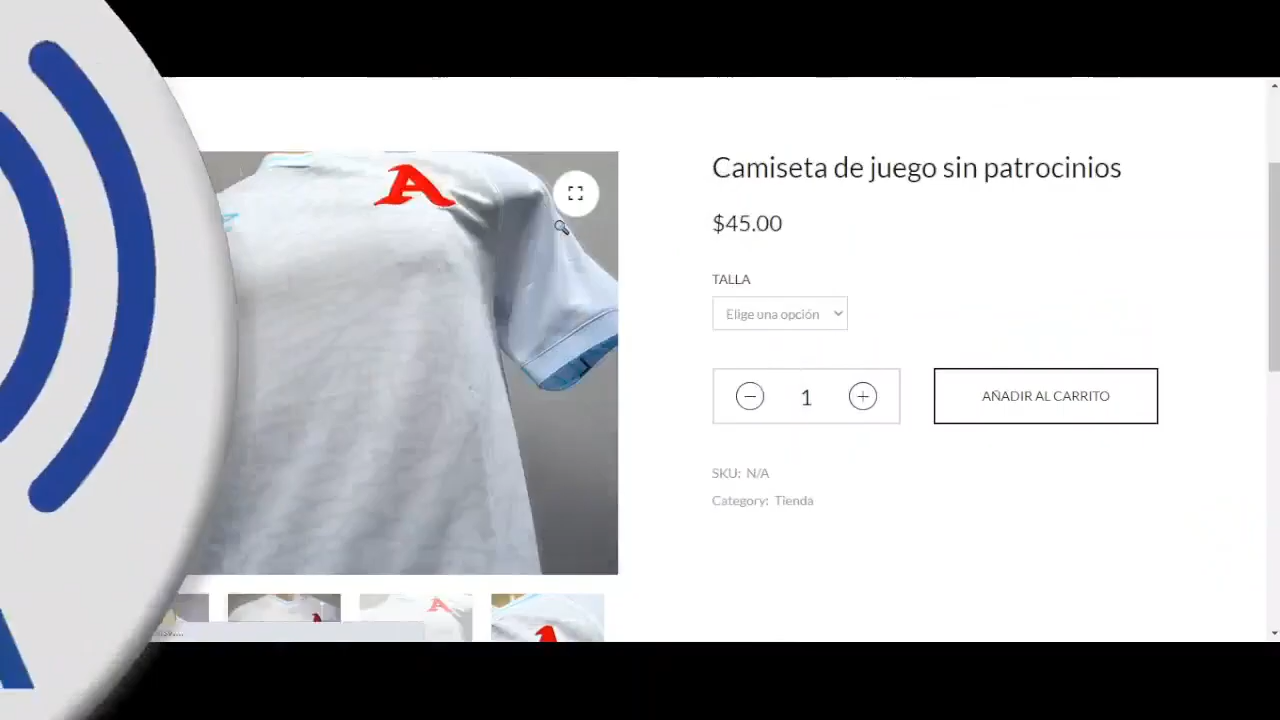 A
Camiseta de juego sin patrocinios
$45.00
TALLA
Elige una opción
1
AÑADIR AL CARRITO
SKU: N/A
Category: Tienda